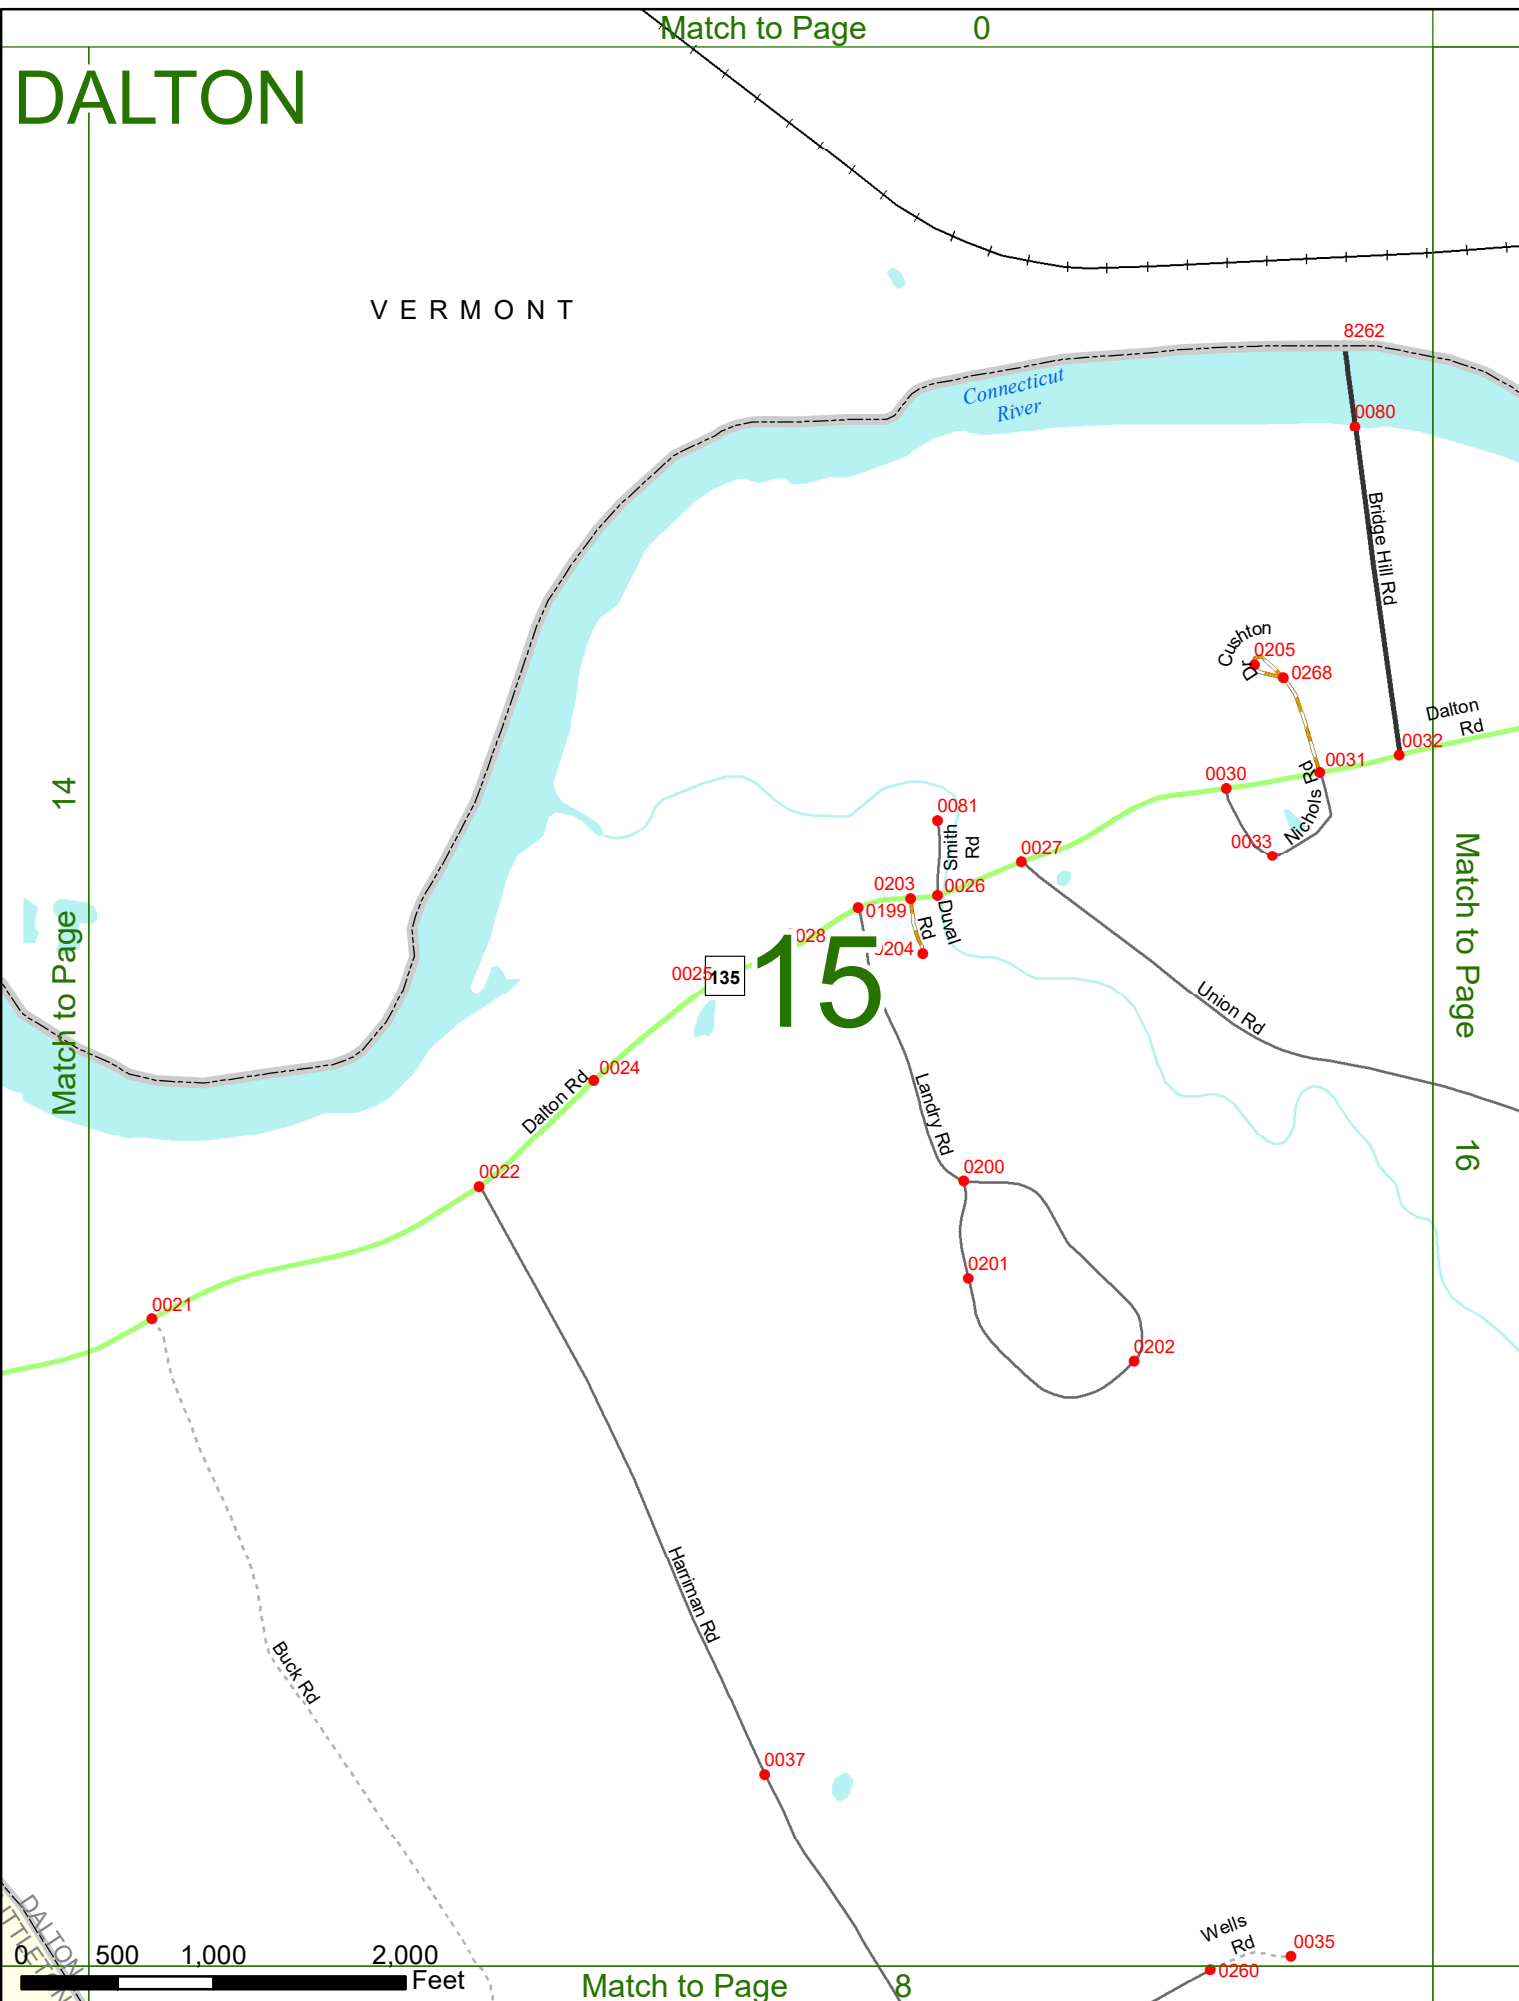 Match to Page 0
DALTON
VERMONT
8262
Connecticut
River
0080
Bridge Hill Rd
Cushton
Dr
0205
0268
Dalton
Rd
0032
0031
0030
Nichols Rd
0033
0081
Smith
Rd
0027
0026
0203
0199
Duval
Rd
028
204
0025
135
15
14
Match to Page
Match to Page
16
Union Rd
0024
Dalton Rd
Landry Rd
0022
0200
0201
0021
0202
Harriman Rd
Buck Rd
0037
Wells
Rd
0035
0260
DALTON
ITTLETON
0 500 1,000 2,000
Feet
Match to Page 8